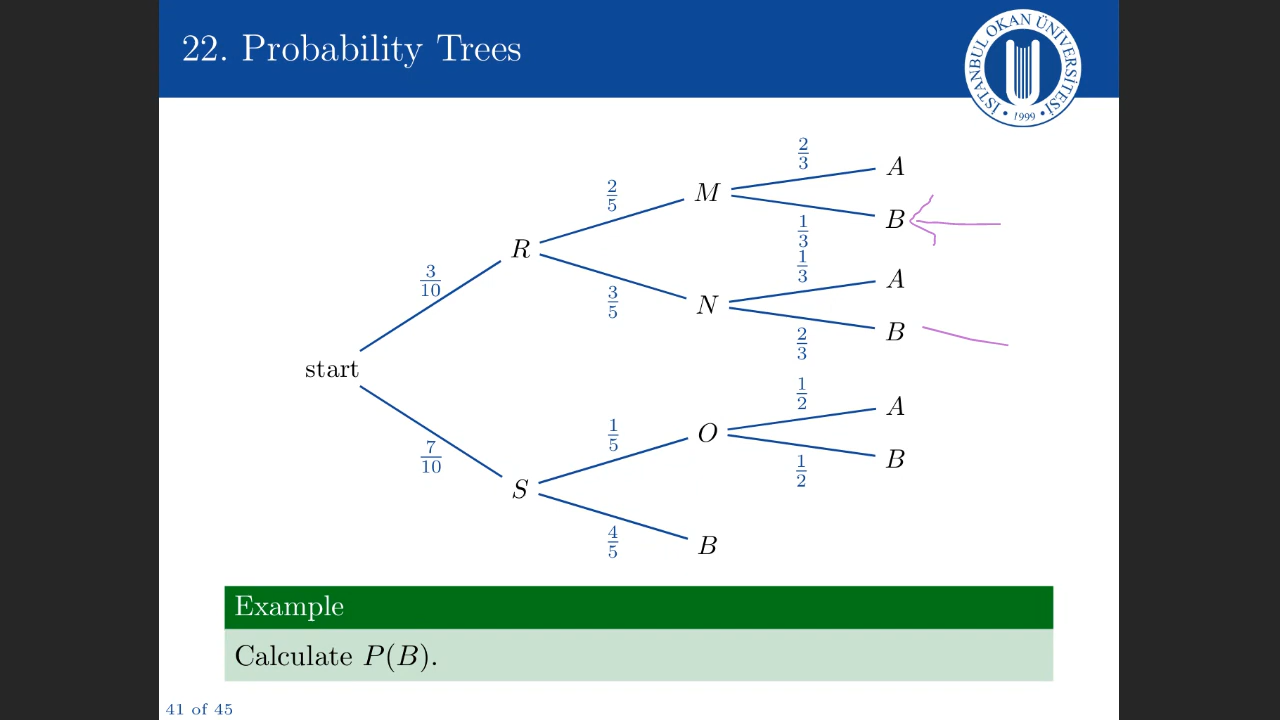 22. Probability Trees
İSTANBUL OKAN ÜNİVERSİTESİ
• 1999 •
2/3
A
2/5
M
1/3
B
R
1/3
A
3/10
3/5
N
2/3
B
start
1/2
A
1/5
O
7/10
1/2
B
S
4/5
B
Example
Calculate P(B).
41 of 45